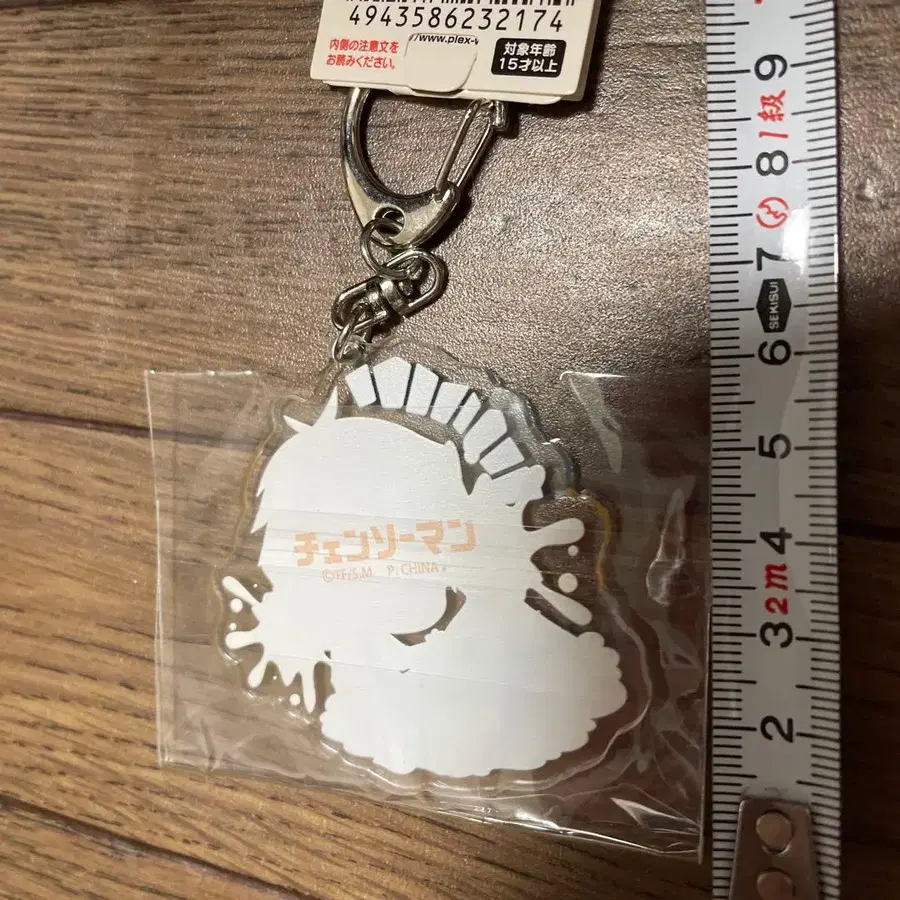 4943586232174
内側の注意文を
お読みください。
//www.plex-
対象年齢
15才以上
チェンソーマン
©FF/S,M P. CHINA
9
1級
8
7
SEKISUI
6
5
4
2m
3
2